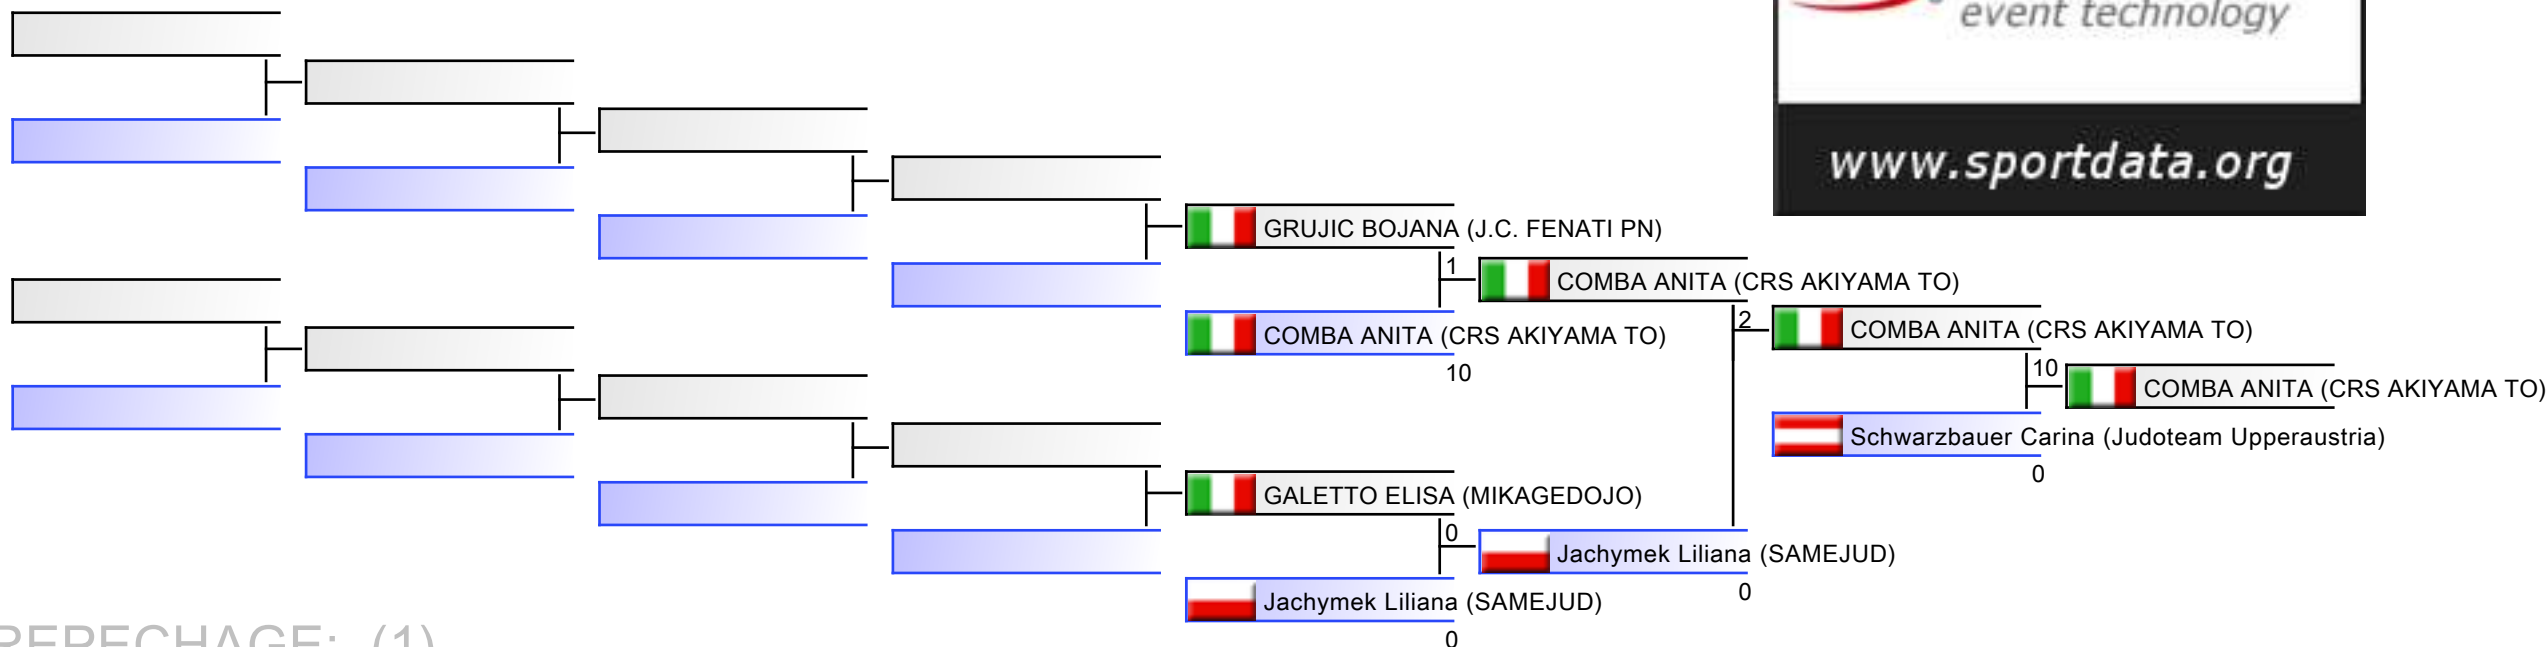 event technology
www.sportdata.org
GRUJIC BOJANA (J.C. FENATI PN)
1
COMBA ANITA (CRS AKIYAMA TO)
COMBA ANITA (CRS AKIYAMA TO)
10
2
COMBA ANITA (CRS AKIYAMA TO)
10
COMBA ANITA (CRS AKIYAMA TO)
Schwarzbauer Carina (Judoteam Upperaustria)
0
GALETTO ELISA (MIKAGEDOJO)
0
Jachymek Liliana (SAMEJUD)
0
Jachymek Liliana (SAMEJUD)
0
REPECHAGE: (1)